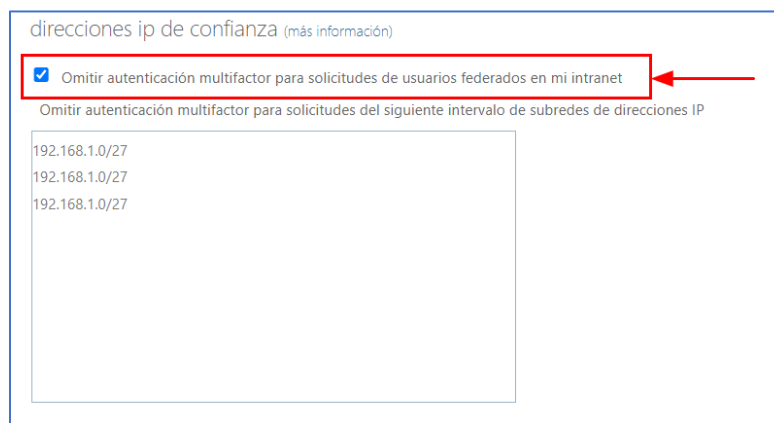 direcciones ip de confianza (más información)
Omitir autenticación multifactor para solicitudes de usuarios federados en mi intranet
Omitir autenticación multifactor para solicitudes del siguiente intervalo de subredes de direcciones IP
192.168.1.0/27
192.168.1.0/27
192.168.1.0/27